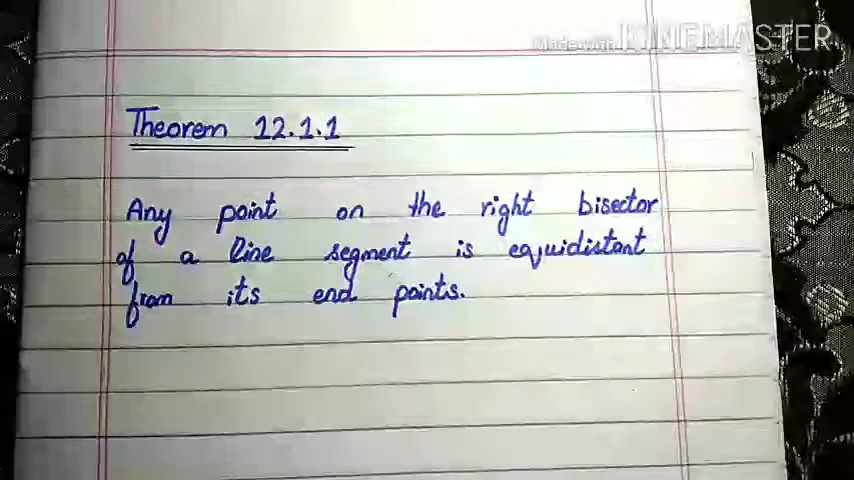 Made with KINEMASTER
Theorem 12.1.1
Any point on the right bisector
of a line segment is equidistant
from its end points.